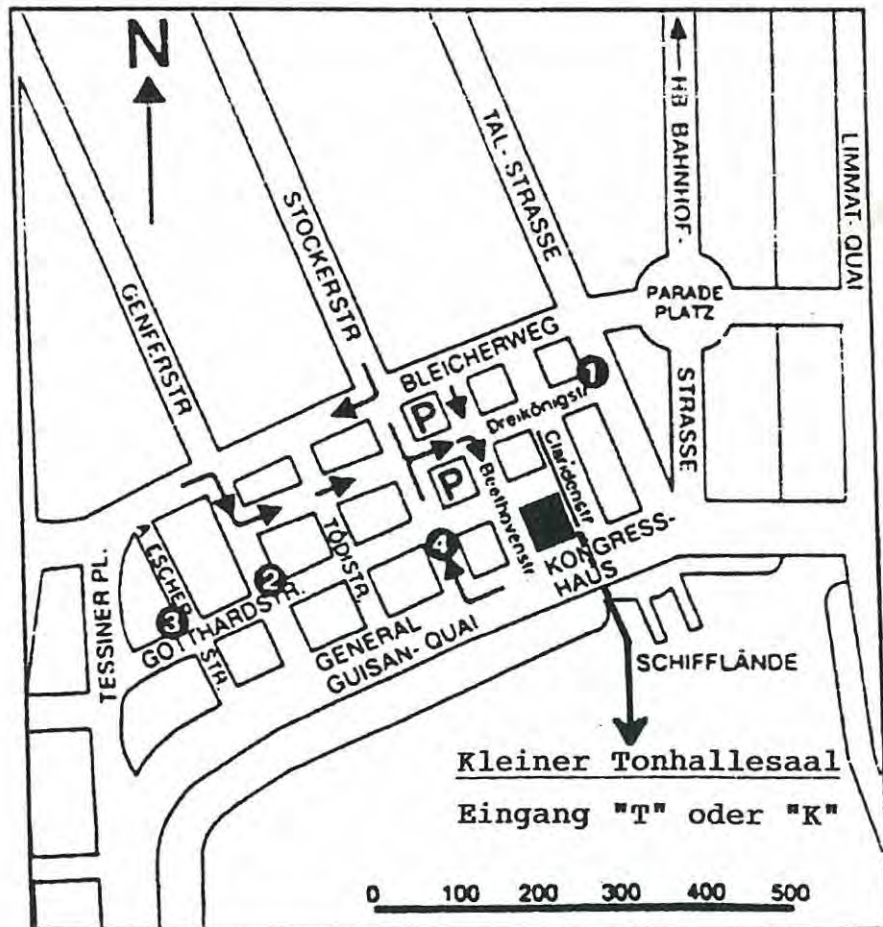 N
HB BAHNHOF-
STRASSE
TAL-STRASSE
STOCKERSTR
GENFERSTR
LIMMAT-QUAI
PARADE
PLATZ
BLEICHERWEG
1
P
Dreikönigstr.
P
Beethovenstr.
Claridenstr
4
TÖDISTR.
2
A. ESCHER
STR.
3
GOTTHARDSTR.
TESSINER PL.
GENERAL
GUISAN-QUAI
KONGRESS-
HAUS
SCHIFFLÄNDE
Kleiner Tonhallesaal
Eingang "T" oder "K"
0 100 200 300 400 500